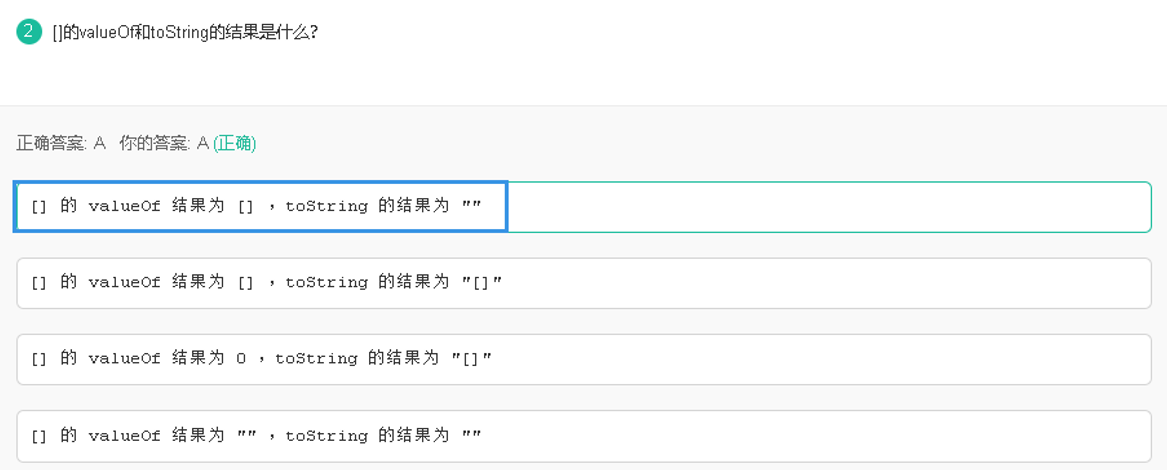 2 []的valueOf和toString的结果是什么?
正确答案: A 你的答案: A (正确)
[] 的 valueOf 结果为 [] ，toString 的结果为 ""
[] 的 valueOf 结果为 [] ，toString 的结果为 "[]"
[] 的 valueOf 结果为 0 ，toString 的结果为 "[]"
[] 的 valueOf 结果为 "" ，toString 的结果为 ""